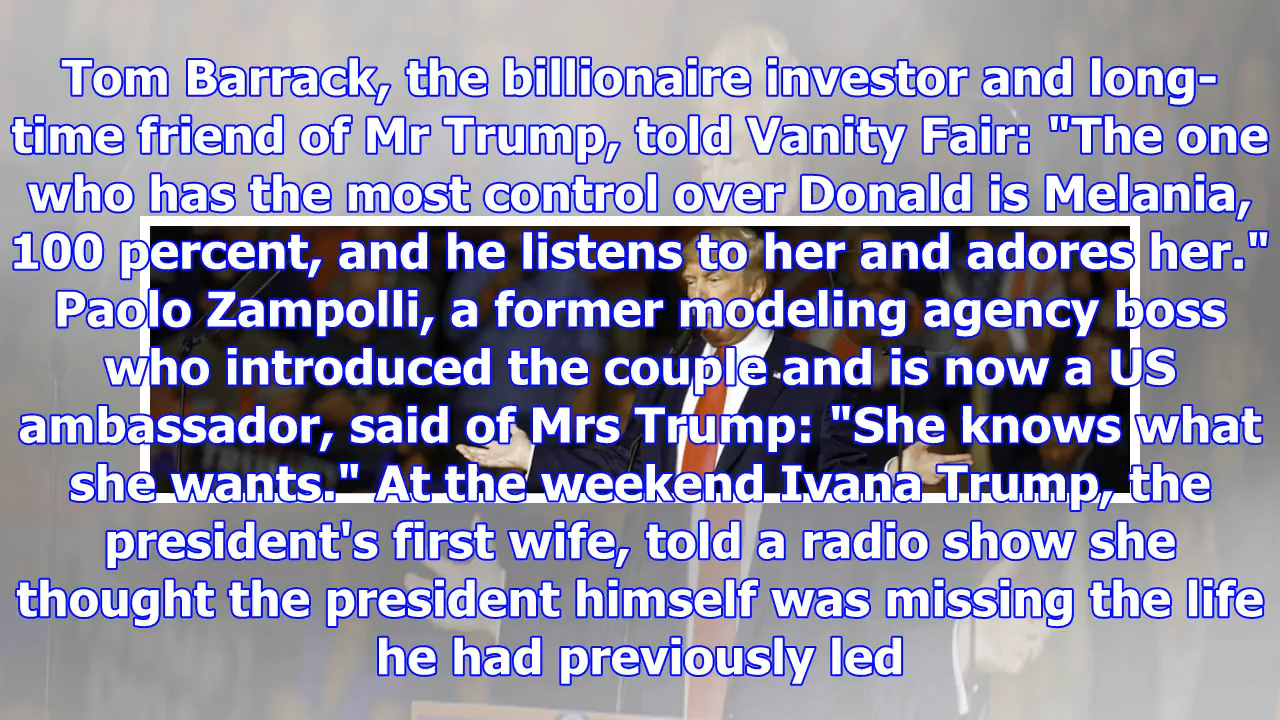 Tom Barrack, the billionaire investor and long-
time friend of Mr Trump, told Vanity Fair: "The one
who has the most control over Donald is Melania,
100 percent, and he listens to her and adores her."
Paolo Zampolli, a former modeling agency boss
who introduced the couple and is now a US
ambassador, said of Mrs Trump: "She knows what
she wants." At the weekend Ivana Trump, the
president's first wife, told a radio show she
thought the president himself was missing the life
he had previously led